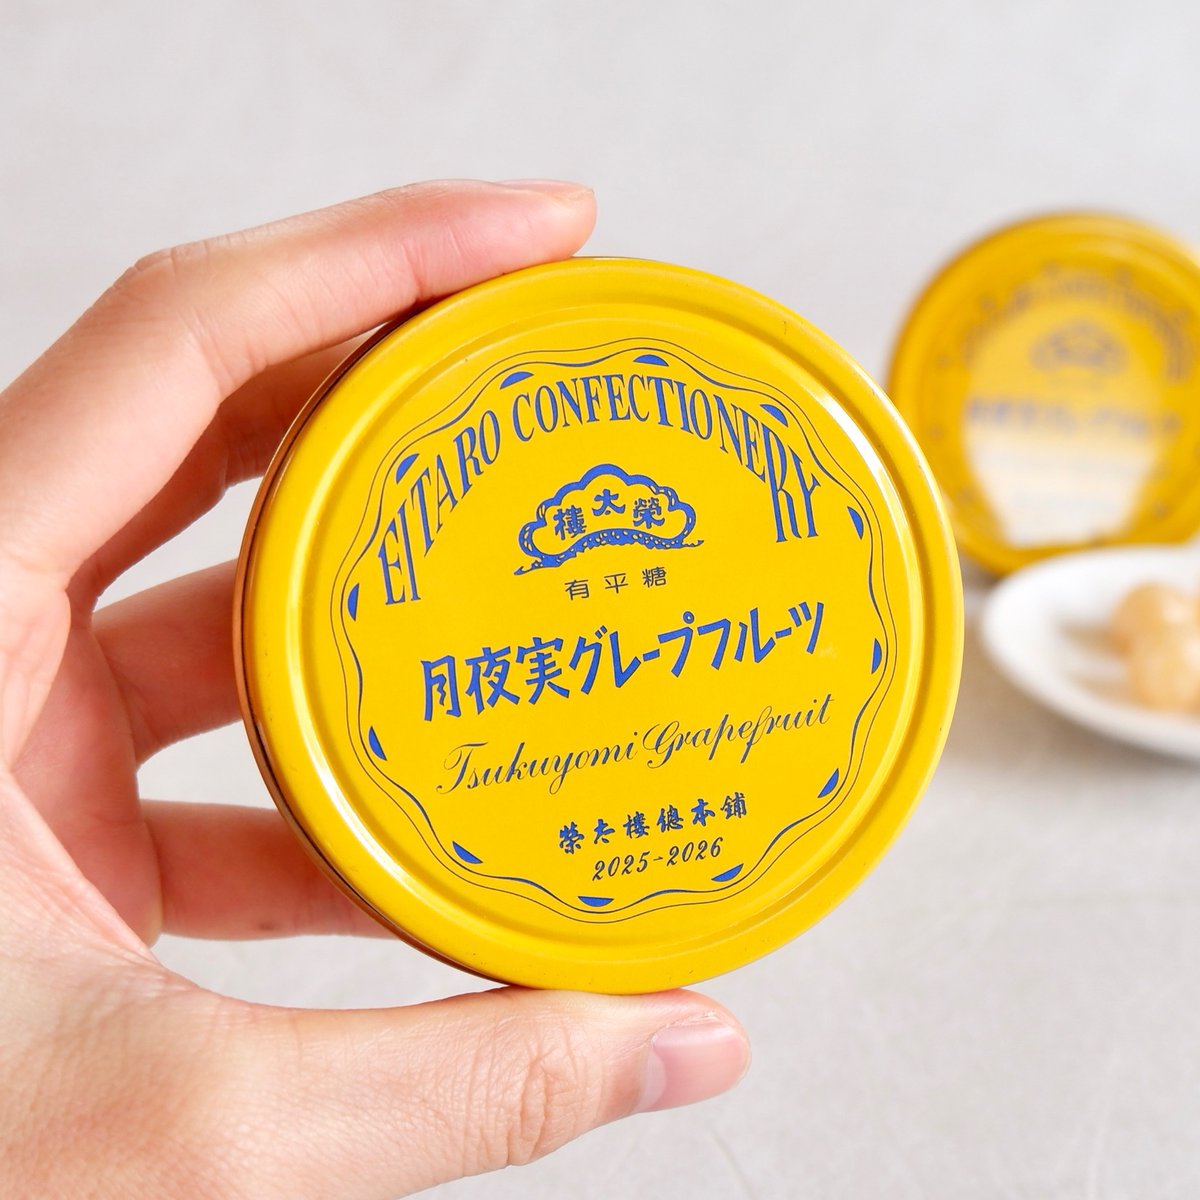 EITARO CONFECTIONERY
榮太樓
有平糖
月夜実グレープフルーツ
Tsukuyomi Grapefruit
榮太樓總本鋪
2025-2026